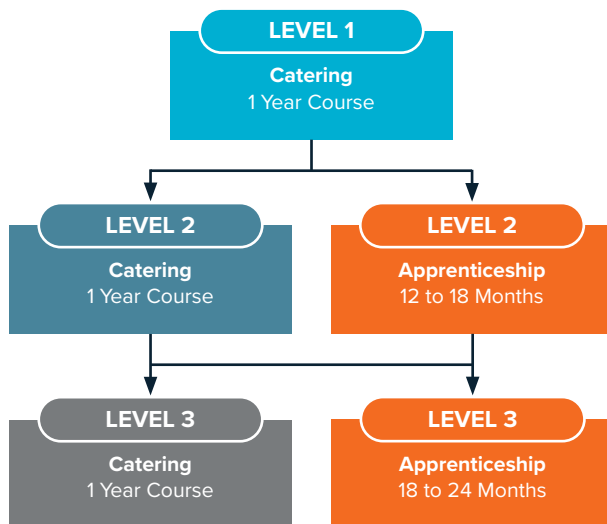 LEVEL 1
Catering
1 Year Course
LEVEL 2
Catering
1 Year Course
LEVEL 2
Apprenticeship
12 to 18 Months
LEVEL 3
Catering
1 Year Course
LEVEL 3
Apprenticeship
18 to 24 Months